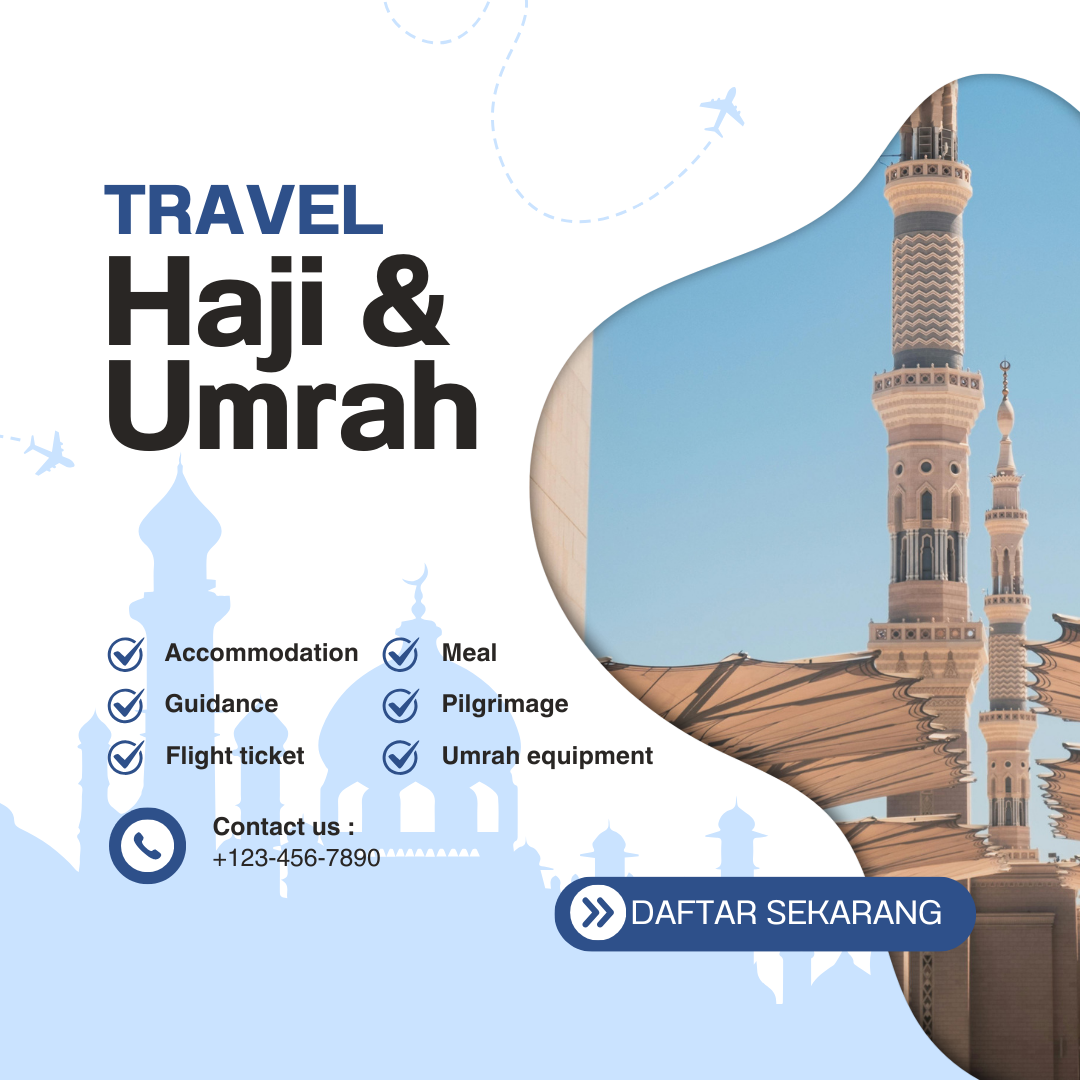 TRAVEL
Haji &
Umrah
Accommodation
Meal
Guidance
Pilgrimage
Flight ticket
Umrah equipment
Contact us :
+123-456-7890
DAFTAR SEKARANG